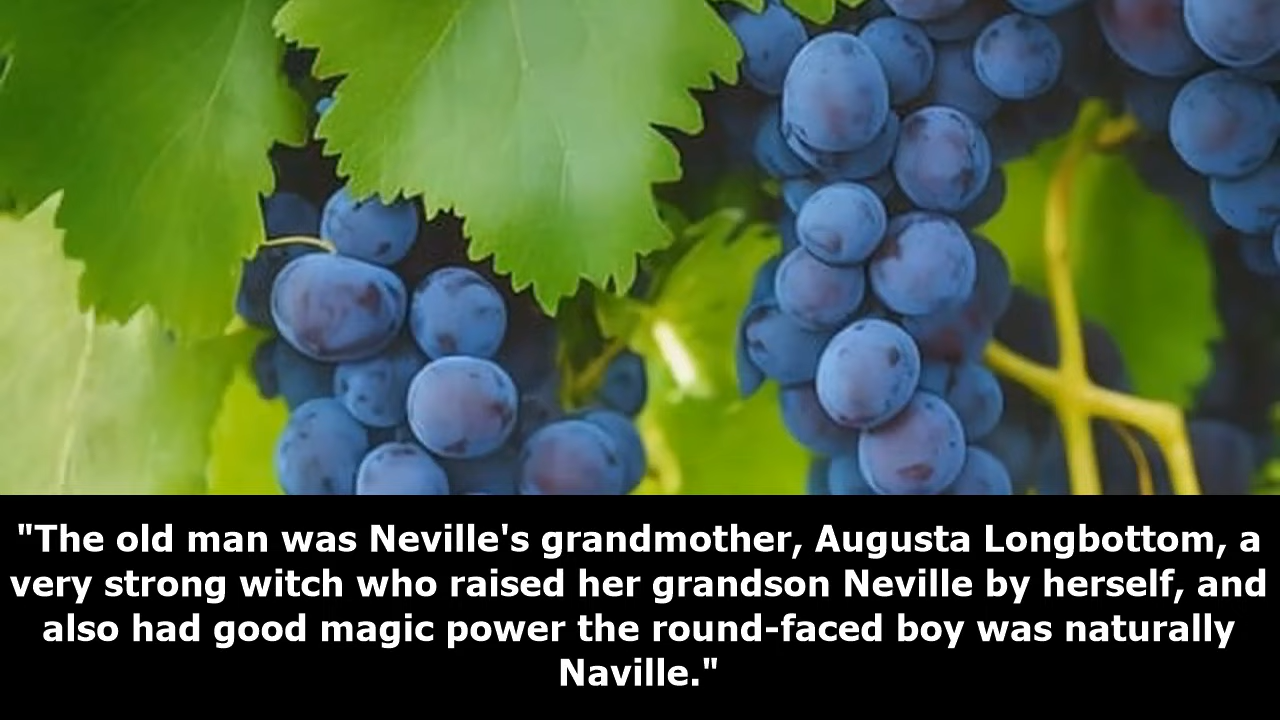 "The old man was Neville's grandmother, Augusta Longbottom, a
very strong witch who raised her grandson Neville by herself, and
also had good magic power the round-faced boy was naturally
Naville."